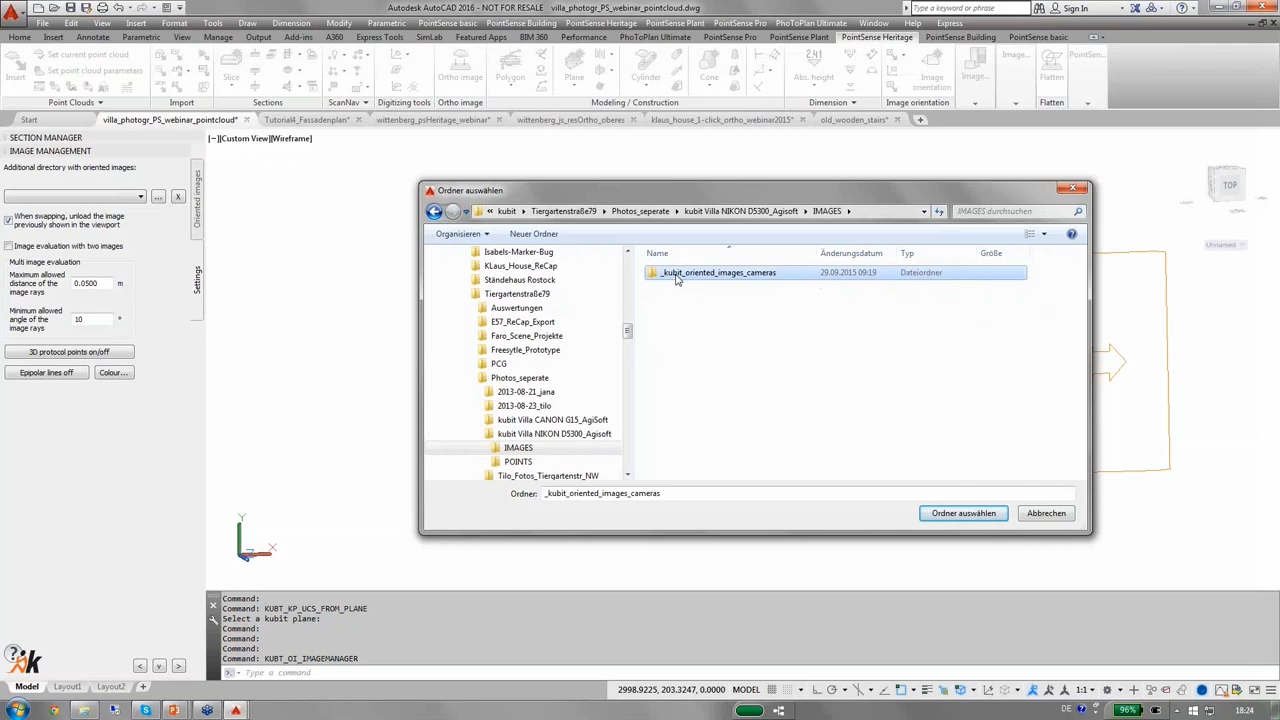 Autodesk AutoCAD 2016 - NOT FOR RESALE villa_photogr_PS_webinar_pointcloud.dwg
Type a keyword or phrase
Sign In
File Edit View Insert Format Tools Draw Dimension Modify Parametric PointSense Plant PointSense Building PointSense Heritage PhoToPlan Ultimate Window Help Express
Home Insert Annotate Parametric View Manage Output Add-ins A360 Express Tools SimLab Featured Apps BIM 360 Performance PhoToPlan Ultimate PointSense Pro PointSense Plant PointSense Heritage PointSense Building PointSense basic
Insert
Set current point cloud
Set point cloud parameters
Slice
Ortho image
Polygon
Plane
Cylinder
Cone
2.41
Abs. height
Image orientation
Image...
Flatten
PointSen...
Point Clouds Import Sections ScanNav Digitizing tools Ortho image Modelling / Construction Dimension Image orientation Flatten
Start villa_photogr_PS_webinar_pointcloud* Tutorial4_Fassadenplan* wittenberg_psHeritage_webinar* wittenberg_js_resOrtho_oberes klaus_house_1-click_ortho_webinar2015* old_wooden_stairs*
SECTION MANAGER
IMAGE MANAGEMENT
Additional directory with oriented images:
...
X
When swapping, unload the image previously shown in the viewport
Image evaluation with two images
Multi image evaluation
Maximum allowed distance of the image rays
0.0500 m
Minimum allowed angle of the image rays
10 °
3D protocol points on/off
Epipolar lines off
Colour...
Oriented images
Settings
[−][Custom View][Wireframe]
TOP
Unnamed
Ordner auswählen
« kubit Tiergartenstraße79 Photos_seperate kubit Villa NIKON D5300_Agisoft IMAGES
IMAGES durchsuchen
Organisieren Neuer Ordner
Name Änderungsdatum Typ Größe
_kubit_oriented_images_cameras 29.09.2015 09:19 Dateiordner
Isabels-Marker-Bug
KLaus_House_ReCap
Ständehaus Rostock
Tiergartenstraße79
Auswertungen
E57_ReCap_Export
Faro_Scene_Projekte
Freesytle_Prototype
PCG
Photos_seperate
2013-08-21_jana
2013-08-23_tilo
kubit Villa CANON G15_AgiSoft
kubit Villa NIKON D5300_Agisoft
IMAGES
POINTS
Tilo_Fotos_Tiergartenstr_NW
Ordner: _kubit_oriented_images_cameras
Ordner auswählen Abbrechen
Y
X
Command:
Command: KUBT_KP_UCS_FROM_PLANE
Select a kubit plane:
Command:
Command:
Command:
Command: KUBT_OI_IMAGEMANAGER
Type a command
< v >
Model Layout1 Layout2 +
2998.9225, 203.3247, 0.0000 MODEL
1:1
DE
96%
18:24